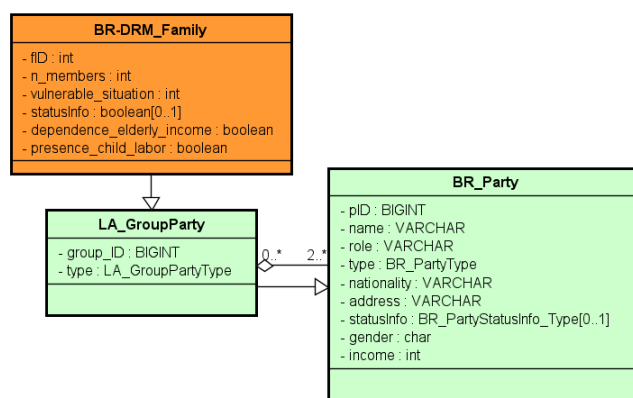 BR-DRM_Family
- fID : int
- n_members : int
- vulnerable_situation : int
- statusInfo : boolean[0..1]
- dependence_elderly_income : boolean
- presence_child_labor : boolean
LA_GroupParty
- group_ID : BIGINT
- type : LA_GroupPartyType
0..*
2..*
BR_Party
- pID : BIGINT
- name : VARCHAR
- role : VARCHAR
- type : BR_PartyType
- nationality : VARCHAR
- address : VARCHAR
- statusInfo : BR_PartyStatusInfo_Type[0..1]
- gender : char
- income : int